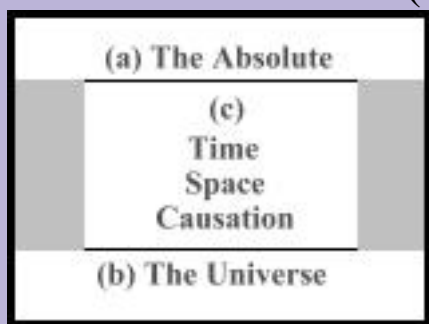 (a) The Absolute
(c)
Time
Space
Causation
(b) The Universe